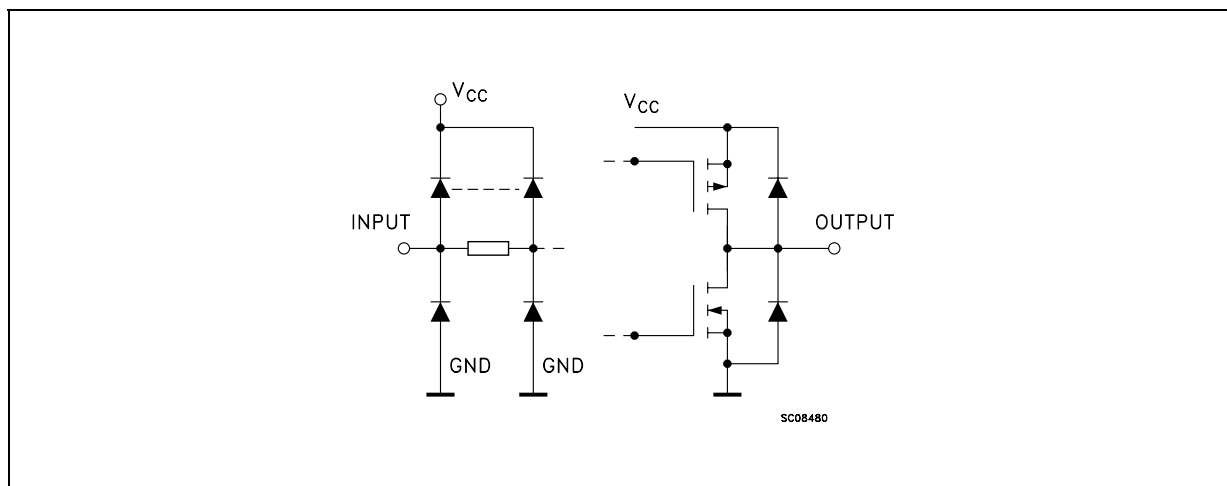 VCC
VCC
INPUT
OUTPUT
GND
GND
SC08480